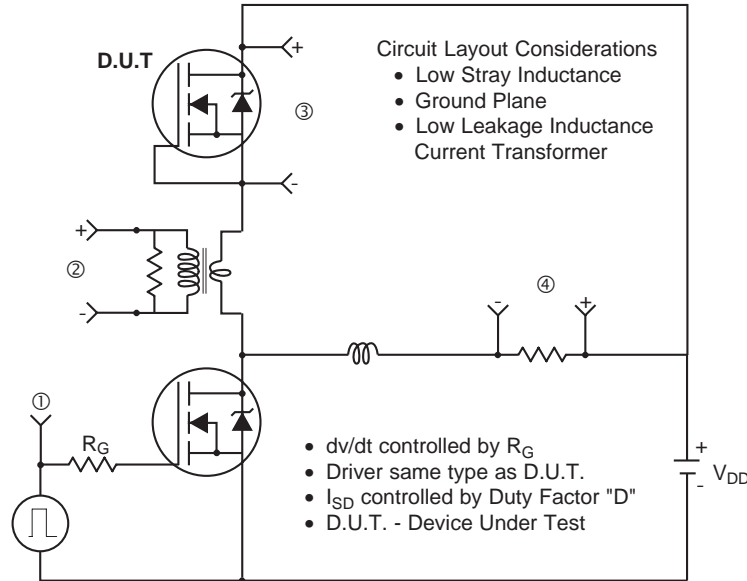 D.U.T
+
③
-
Circuit Layout Considerations
• Low Stray Inductance
• Ground Plane
• Low Leakage Inductance
Current Transformer
+
②
-
④
-
+
①
RG
• dv/dt controlled by RG
• Driver same type as D.U.T.
• ISD controlled by Duty Factor "D"
• D.U.T. - Device Under Test
+
-
VDD